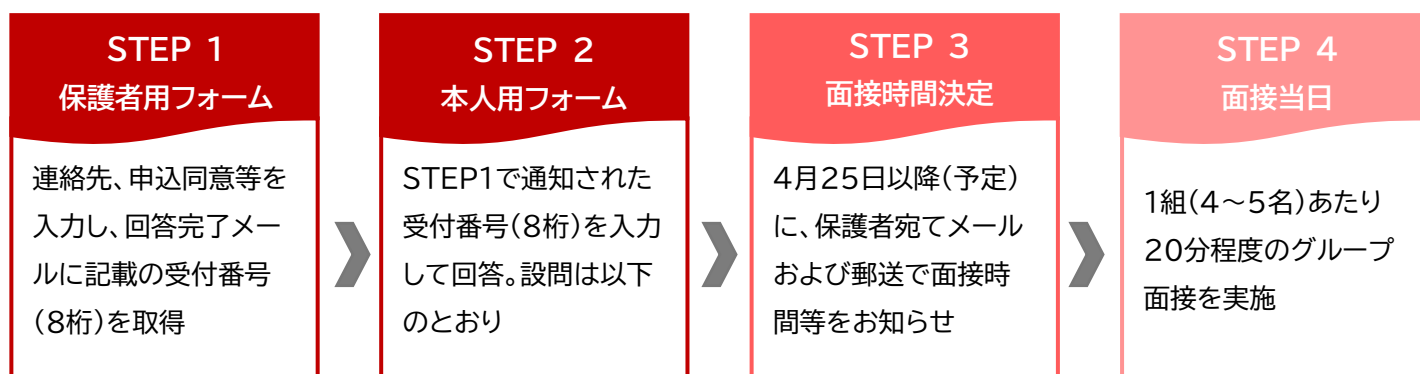 STEP 1
保護者用フォーム
連絡先、申込同意等を
入力し、回答完了メー
ルに記載の受付番号
(8桁)を取得
STEP 2
本人用フォーム
STEP1で通知された
受付番号(8桁)を入力
して回答。設問は以下
のとおり
STEP 3
面接時間決定
4月25日以降(予定)
に、保護者宛てメール
および郵送で面接時
間等をお知らせ
STEP 4
面接当日
1組(4～5名)あたり
20分程度のグループ
面接を実施